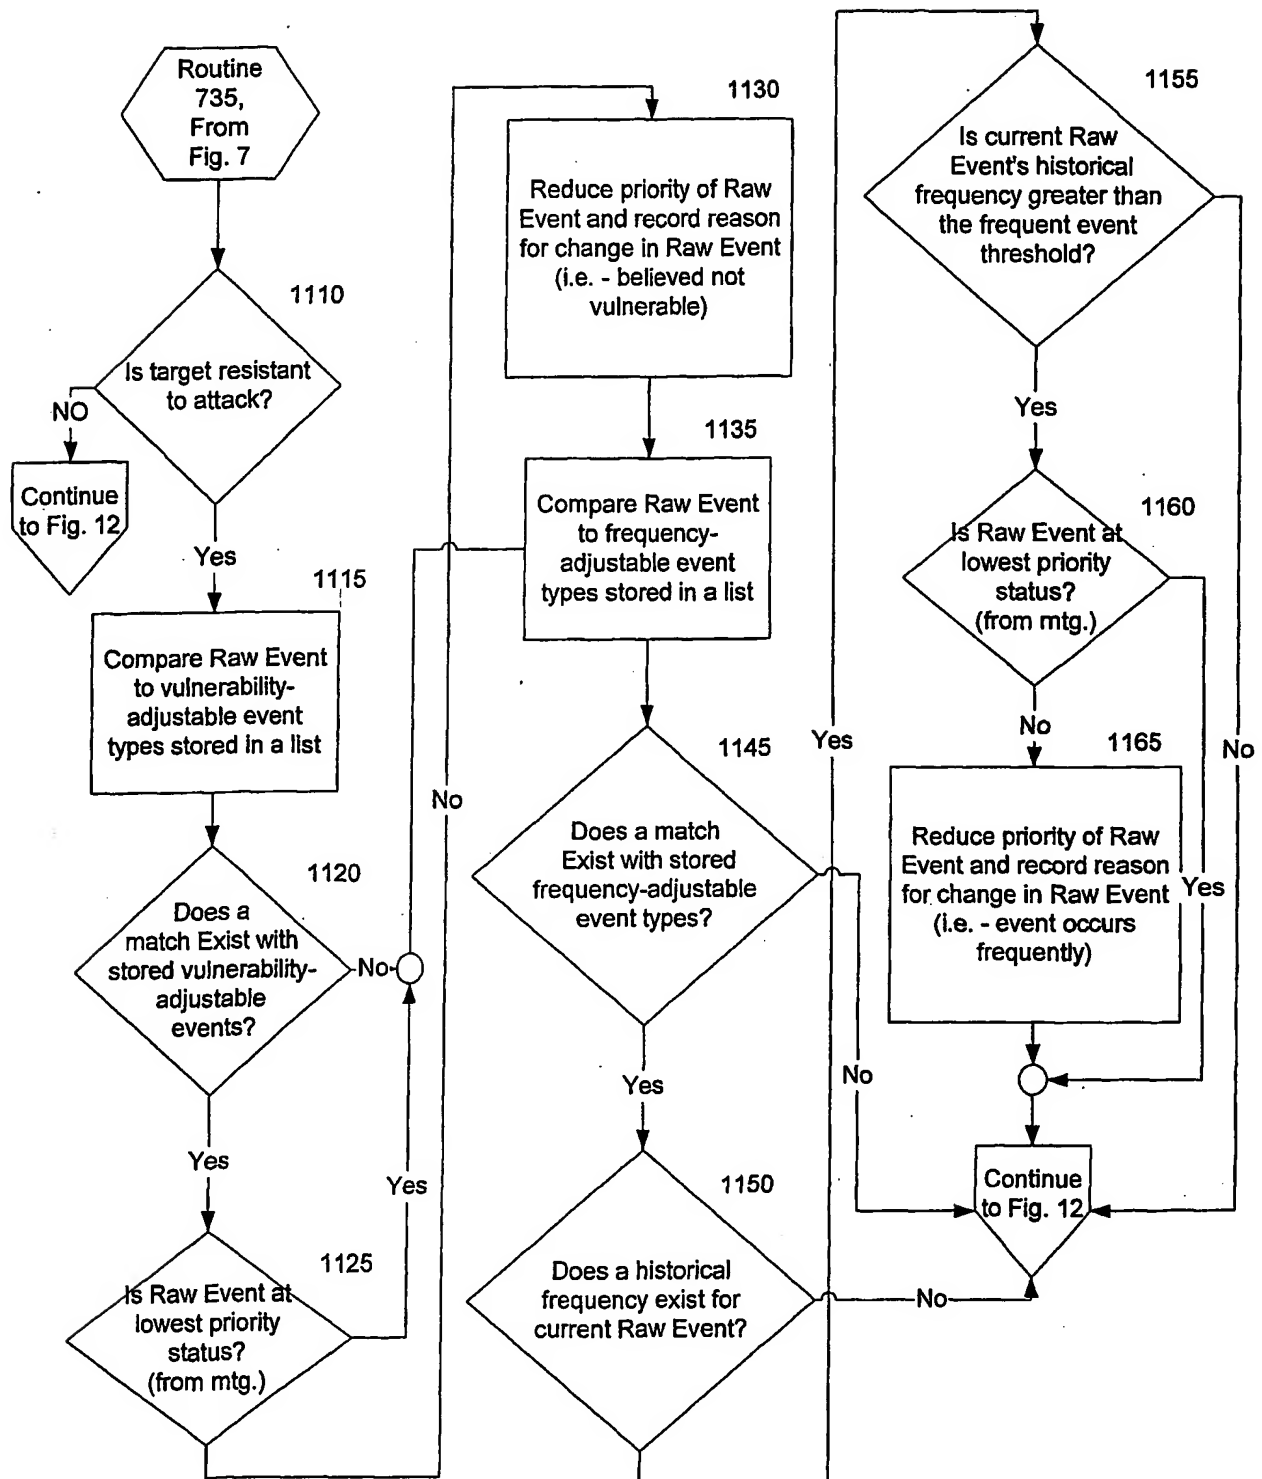 Routine
735,
From
Fig. 7
1110
Is target resistant
to attack?
NO
Continue
to Fig. 12
Yes
1115
Compare Raw Event
to vulnerability-
adjustable event
types stored in a list
1120
Does a
match Exist with
stored vulnerability-
adjustable
events?
No
Yes
Yes
1125
Is Raw Event at
lowest priority
status?
(from mtg.)
No
1130
Reduce priority of Raw
Event and record reason
for change in Raw Event
(i.e. - believed not
vulnerable)
1135
Compare Raw Event
to frequency-
adjustable event
types stored in a list
1145
Does a match
Exist with stored
frequency-adjustable
event types?
Yes
No
1150
Does a historical
frequency exist for
current Raw Event?
No
Yes
1155
Is current Raw
Event's historical
frequency greater than
the frequent event
threshold?
Yes
No
1160
Is Raw Event at
lowest priority
status?
(from mtg.)
No
Yes
1165
Reduce priority of Raw
Event and record reason
for change in Raw Event
(i.e. - event occurs
frequently)
Continue
to Fig. 12